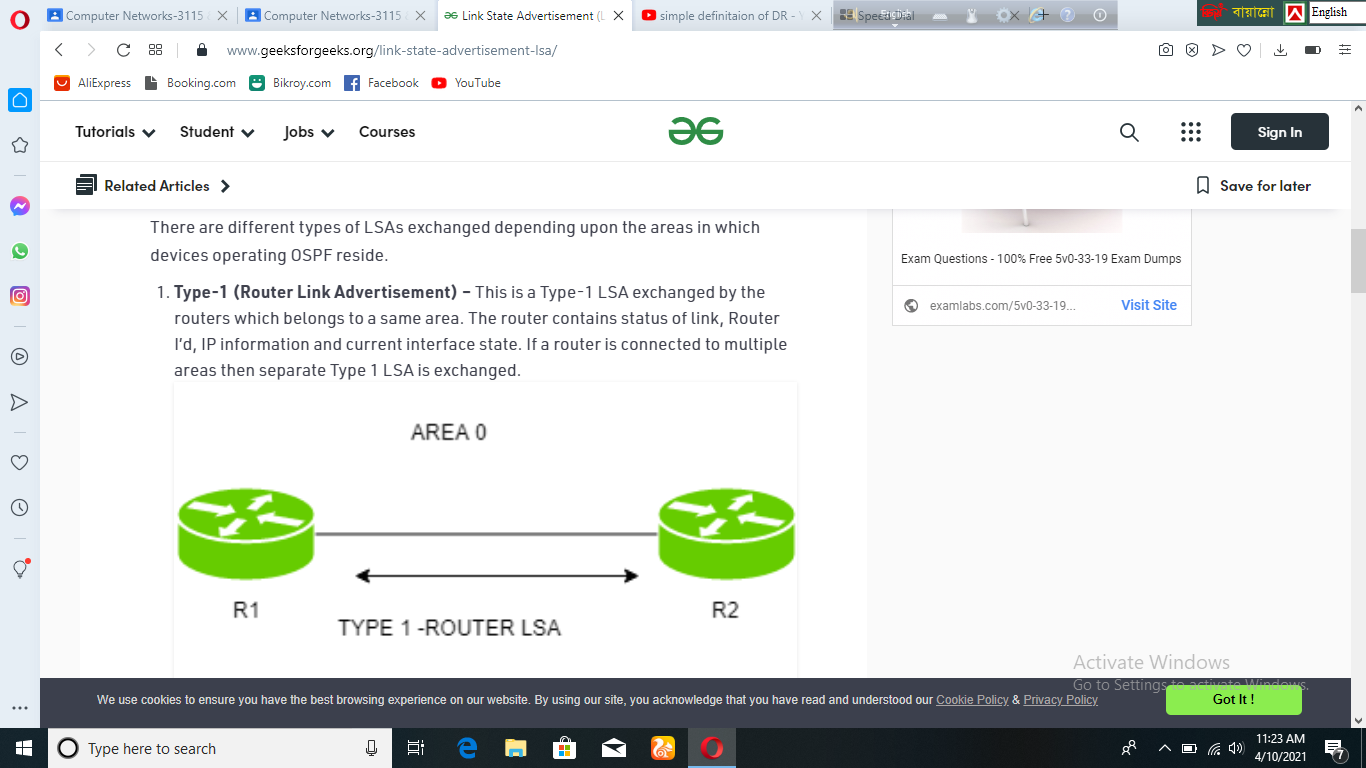 Computer Networks-3115
Computer Networks-3115
Link State Advertisement (L
simple definitaion of DR - Y
Speed
ial
English
বায়ান্নো
English
www.geeksforgeeks.org/link-state-advertisement-lsa/
AliExpress
Booking.com
Bikroy.com
Facebook
YouTube
Tutorials
Student
Jobs
Courses
Sign In
Related Articles
Save for later
There are different types of LSAs exchanged depending upon the areas in which
devices operating OSPF reside.
1. Type-1 (Router Link Advertisement) – This is a Type-1 LSA exchanged by the
routers which belongs to a same area. The router contains status of link, Router
I’d, IP information and current interface state. If a router is connected to multiple
areas then separate Type 1 LSA is exchanged.
AREA 0
R1
R2
TYPE 1 -ROUTER LSA
Exam Questions - 100% Free 5v0-33-19 Exam Dumps
examlabs.com/5v0-33-19...
Visit Site
Activate Windows
Go to Settings to activate Windows.
We use cookies to ensure you have the best browsing experience on our website. By using our site, you acknowledge that you have read and understood our Cookie Policy & Privacy Policy
Got It !
Type here to search
11:23 AM
4/10/2021
7